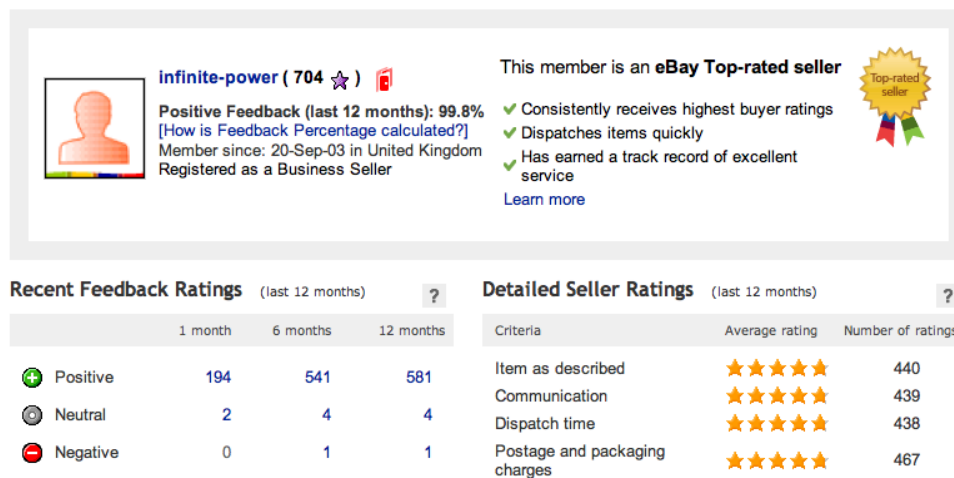 infinite-power ( 704 )
Positive Feedback (last 12 months): 99.8%
[How is Feedback Percentage calculated?]
Member since: 20-Sep-03 in United Kingdom
Registered as a Business Seller
This member is an eBay Top-rated seller
Consistently receives highest buyer ratings
Dispatches items quickly
Has earned a track record of excellent
service
Learn more
Top-rated
seller
Recent Feedback Ratings (last 12 months) ?
1 month 6 months 12 months
Positive 194 541 581
Neutral 2 4 4
Negative 0 1 1
Detailed Seller Ratings (last 12 months) ?
Criteria Average rating Number of ratings
Item as described 440
Communication 439
Dispatch time 438
Postage and packaging
charges 467